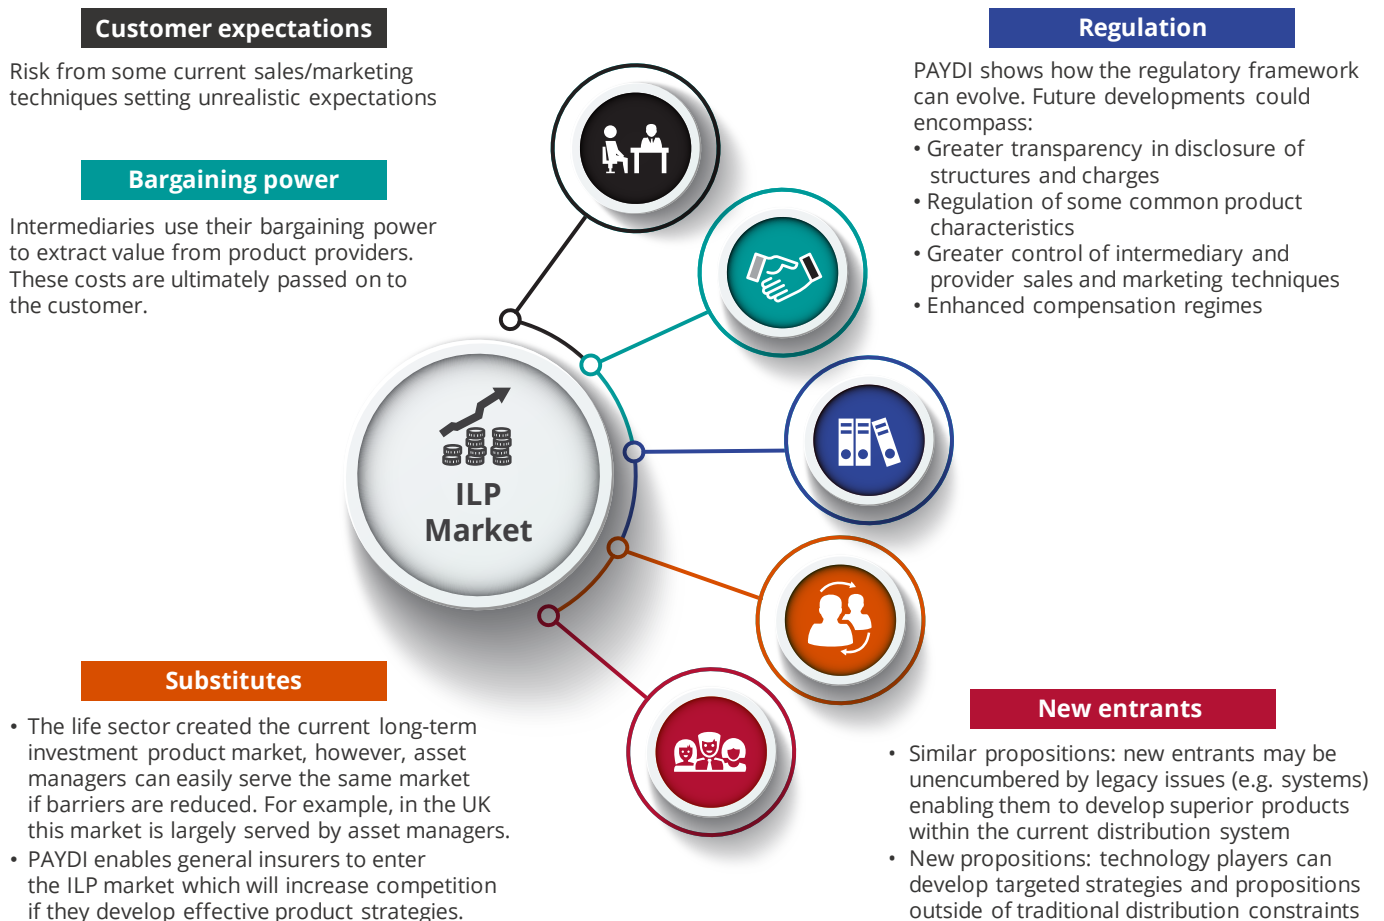 Customer expectations
Risk from some current sales/marketing
techniques setting unrealistic expectations
Bargaining power
Intermediaries use their bargaining power
to extract value from product providers.
These costs are ultimately passed on to
the customer.
Regulation
PAYDI shows how the regulatory framework
can evolve. Future developments could
encompass:
• Greater transparency in disclosure of
structures and charges
• Regulation of some common product
characteristics
• Greater control of intermediary and
provider sales and marketing techniques
• Enhanced compensation regimes
ILP
Market
Substitutes
• The life sector created the current long-term
investment product market, however, asset
managers can easily serve the same market
if barriers are reduced. For example, in the UK
this market is largely served by asset managers.
• PAYDI enables general insurers to enter
the ILP market which will increase competition
if they develop effective product strategies.
New entrants
• Similar propositions: new entrants may be
unencumbered by legacy issues (e.g. systems)
enabling them to develop superior products
within the current distribution system
• New propositions: technology players can
develop targeted strategies and propositions
outside of traditional distribution constraints